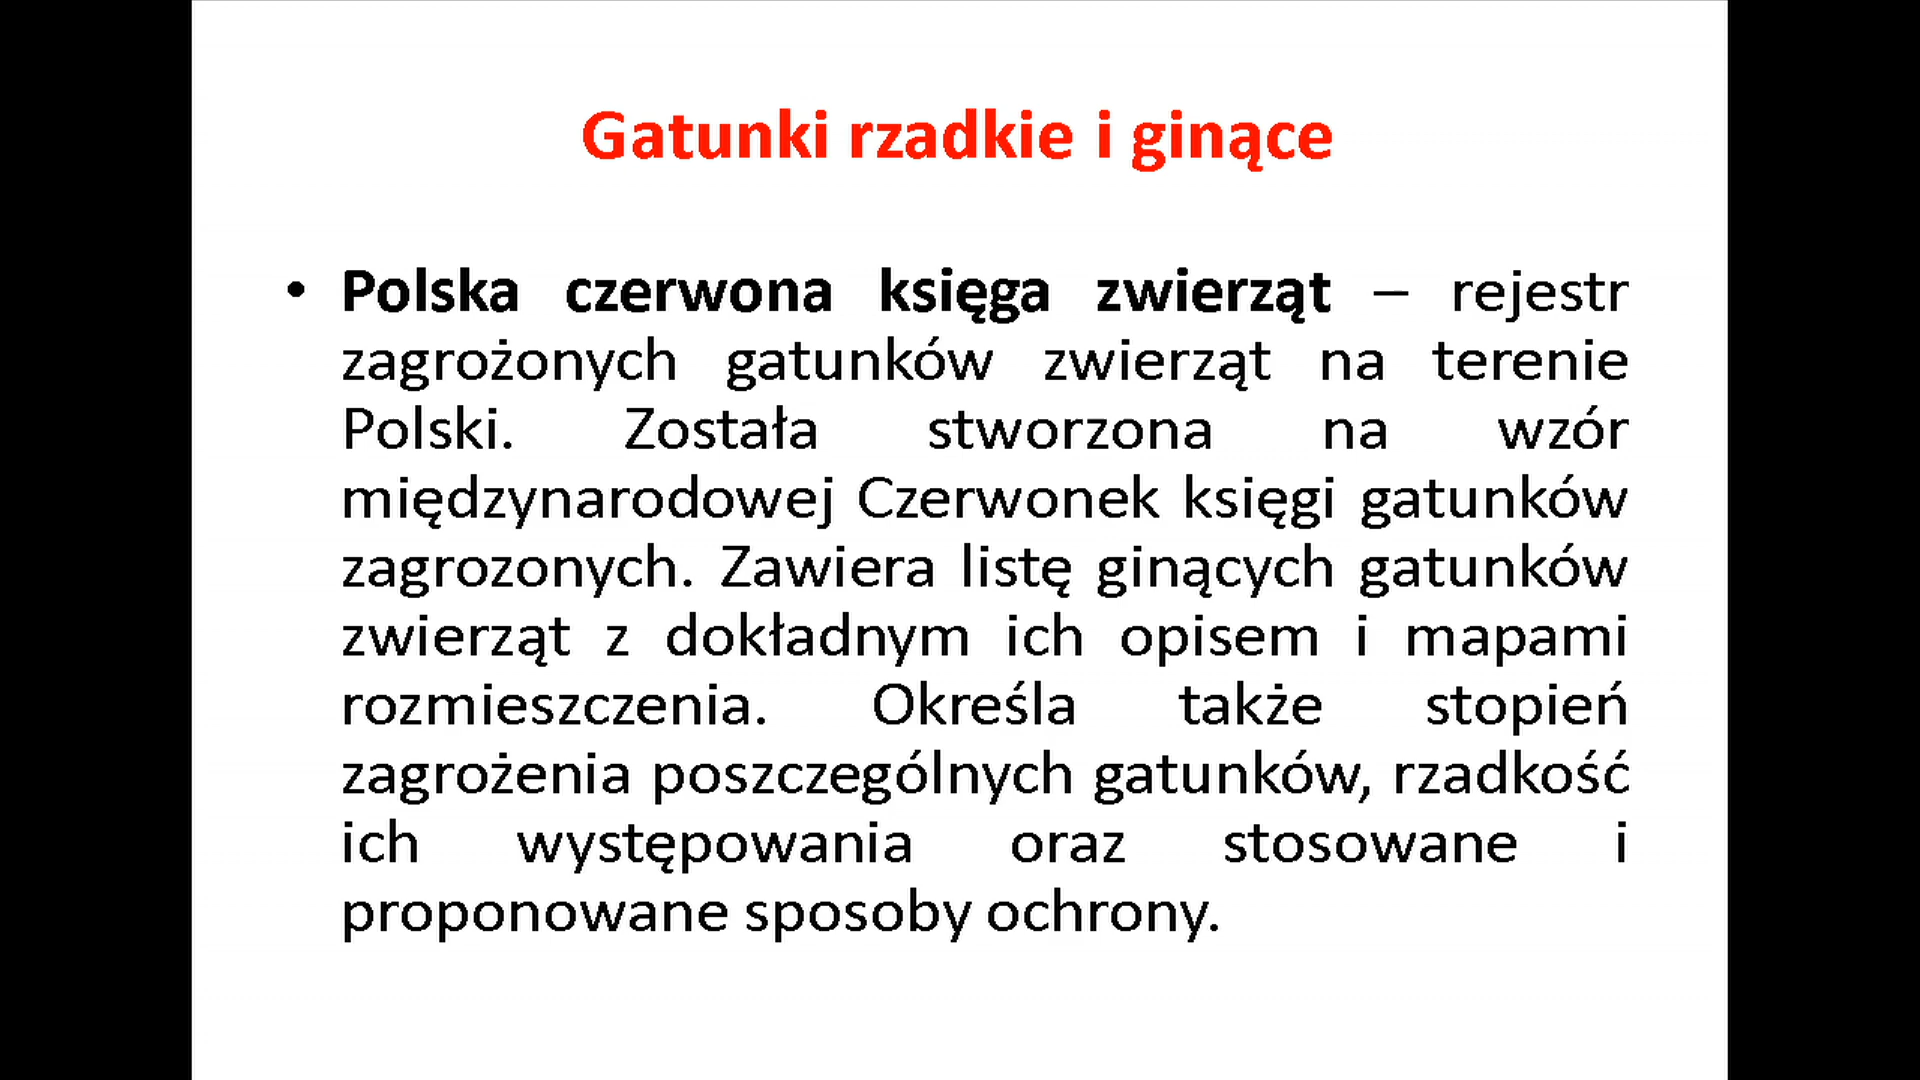 Gatunki rzadkie i ginące
• Polska czerwona księga zwierząt – rejestr
zagrożonych gatunków zwierząt na terenie
Polski. Została stworzona na wzór
międzynarodowej Czerwonek księgi gatunków
zagrozonych. Zawiera listę ginących gatunków
zwierząt z dokładnym ich opisem i mapami
rozmieszczenia. Określa także stopień
zagrożenia poszczególnych gatunków, rzadkość
ich występowania oraz stosowane i
proponowane sposoby ochrony.